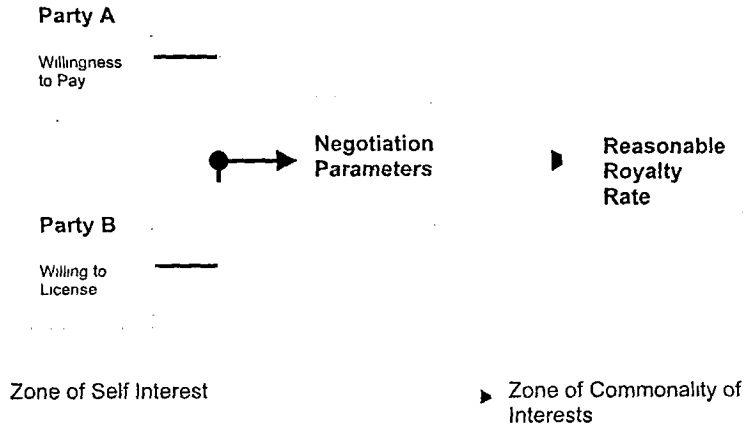 Party A
Willingness
to Pay
Negotiation
Parameters
Reasonable
Royalty
Rate
Party B
Willing to
License
Zone of Self Interest
Zone of Commonality of
Interests